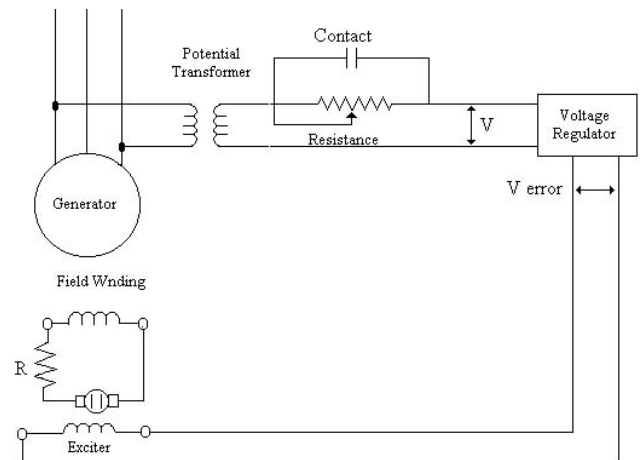 Contact
Potential
Transformer
Voltage
Regulator
V
Resistance
V error
Generator
Field Wnding
R
Exciter